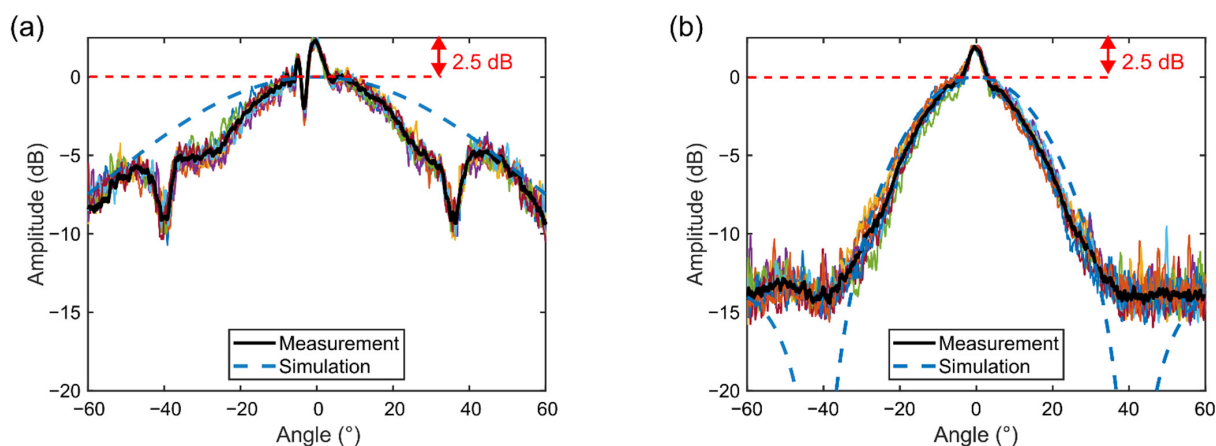 (a)
Amplitude (dB)
0
−5
−10
−15
−20
2.5 dB
Measurement
Simulation
−60 −40 −20 0 20 40 60
Angle (°)
(b)
Amplitude (dB)
0
−5
−10
−15
−20
2.5 dB
Measurement
Simulation
−60 −40 −20 0 20 40 60
Angle (°)